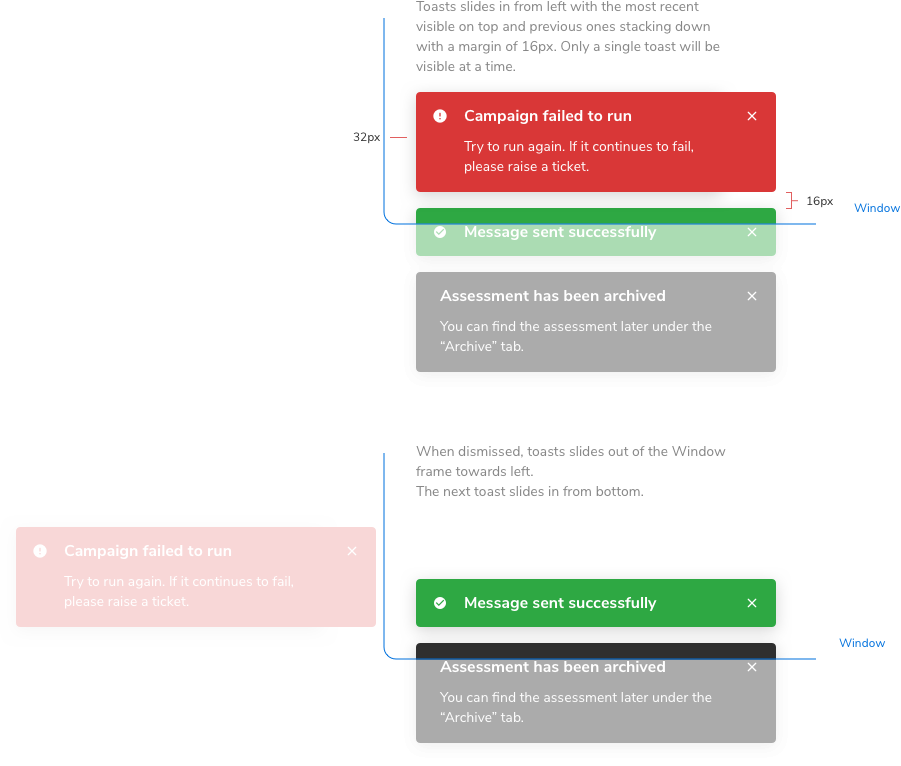 Toasts slides in from left with the most recent
visible on top and previous ones stacking down
with a margin of 16px. Only a single toast will be
visible at a time.
Campaign failed to run
32px
Try to run again. If it continues to fail,
please raise a ticket.
16px
Window
Message sent successfully
Assessment has been archived
You can find the assessment later under the
“Archive” tab.
When dismissed, toasts slides out of the Window
frame towards left.
The next toast slides in from bottom.
Campaign failed to run
Try to run again. If it continues to fail,
please raise a ticket.
Message sent successfully
Window
Assessment has been archived
You can find the assessment later under the
“Archive” tab.